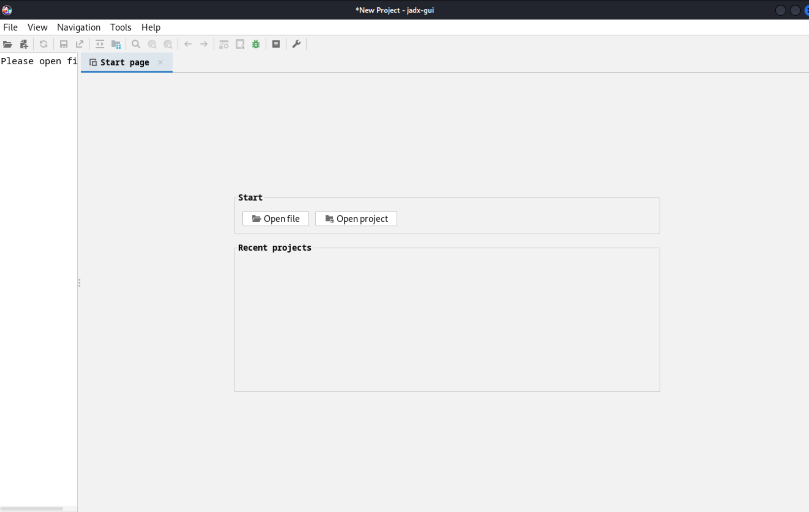 *New Project - jadx-gui
File View Navigation Tools Help
Please open fi
Start page
Start
Open file Open project
Recent projects